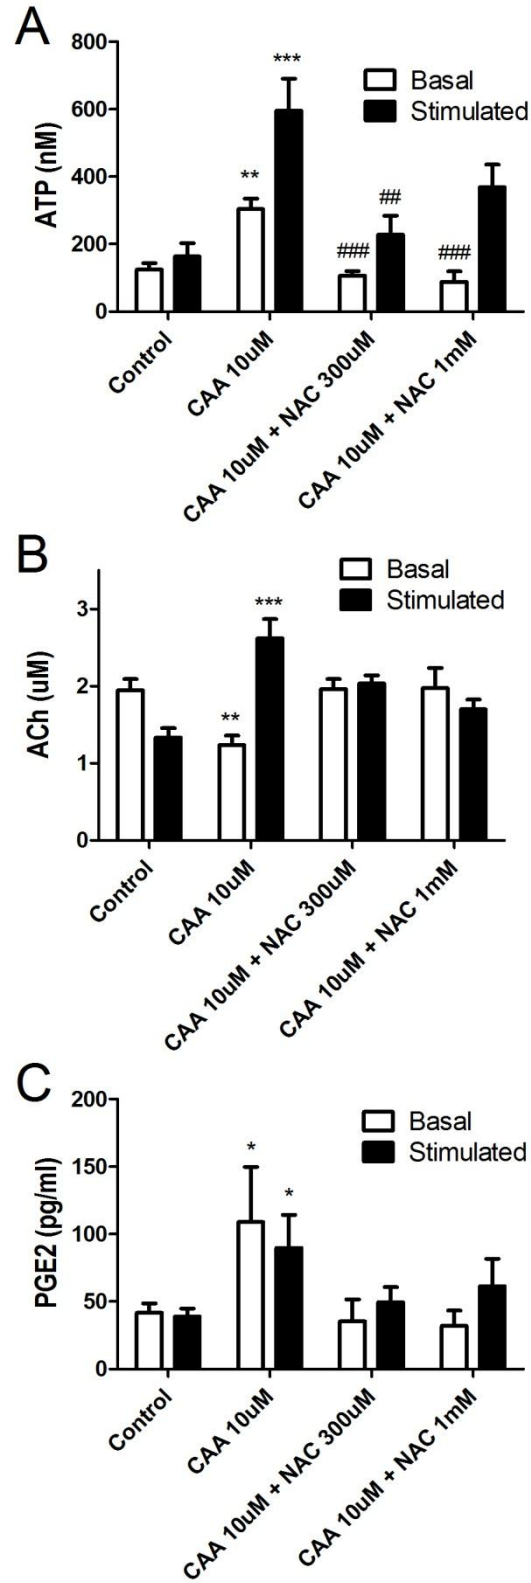 A
800
600
400
200
0
ATP (nM)
Basal
Stimulated
**
***
###
##
###
Control
CAA 10uM
CAA 10uM + NAC 300uM
CAA 10uM + NAC 1mM
B
3
2
1
0
ACh (uM)
Basal
Stimulated
**
***
Control
CAA 10uM
CAA 10uM + NAC 300uM
CAA 10uM + NAC 1mM
C
200
150
100
50
0
PGE2 (pg/ml)
Basal
Stimulated
*
*
Control
CAA 10uM
CAA 10uM + NAC 300uM
CAA 10uM + NAC 1mM